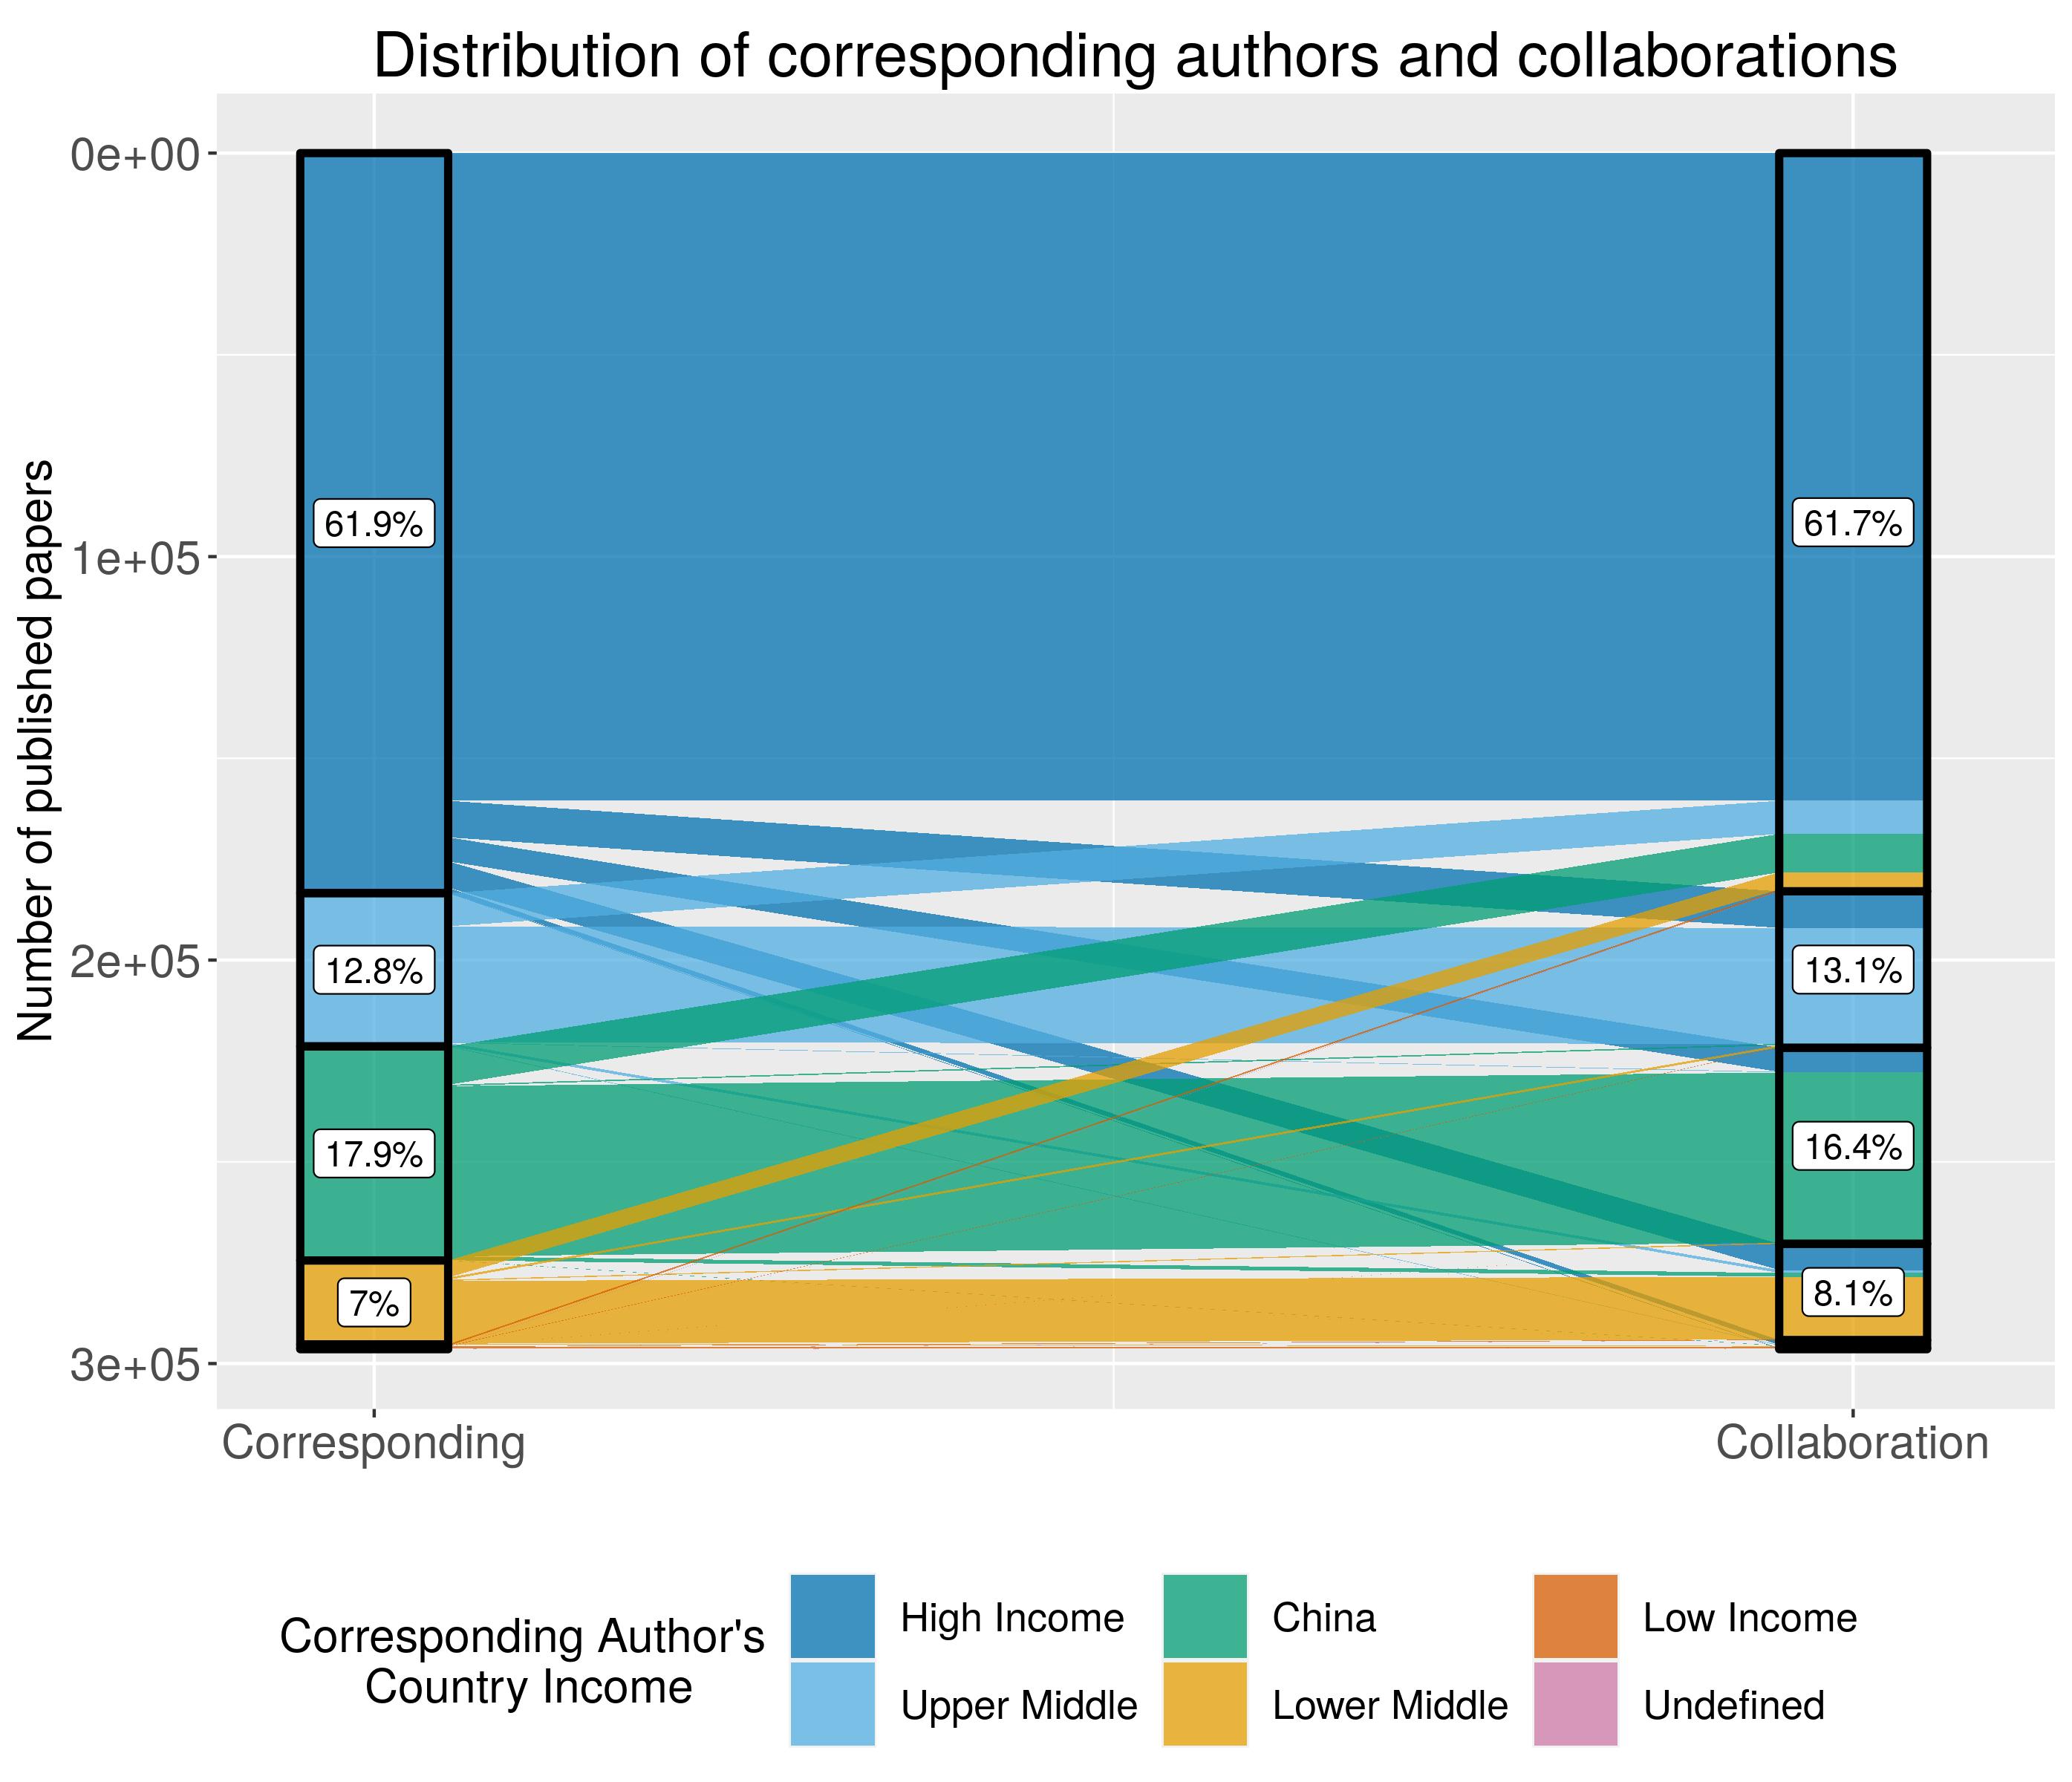 Distribution of corresponding authors and collaborations
Number of published papers
0e+00
1e+05
2e+05
3e+05
61.9%
12.8%
17.9%
7%
61.7%
13.1%
16.4%
8.1%
Corresponding
Collaboration
Corresponding Author's
Country Income
High Income
Upper Middle
China
Lower Middle
Low Income
Undefined